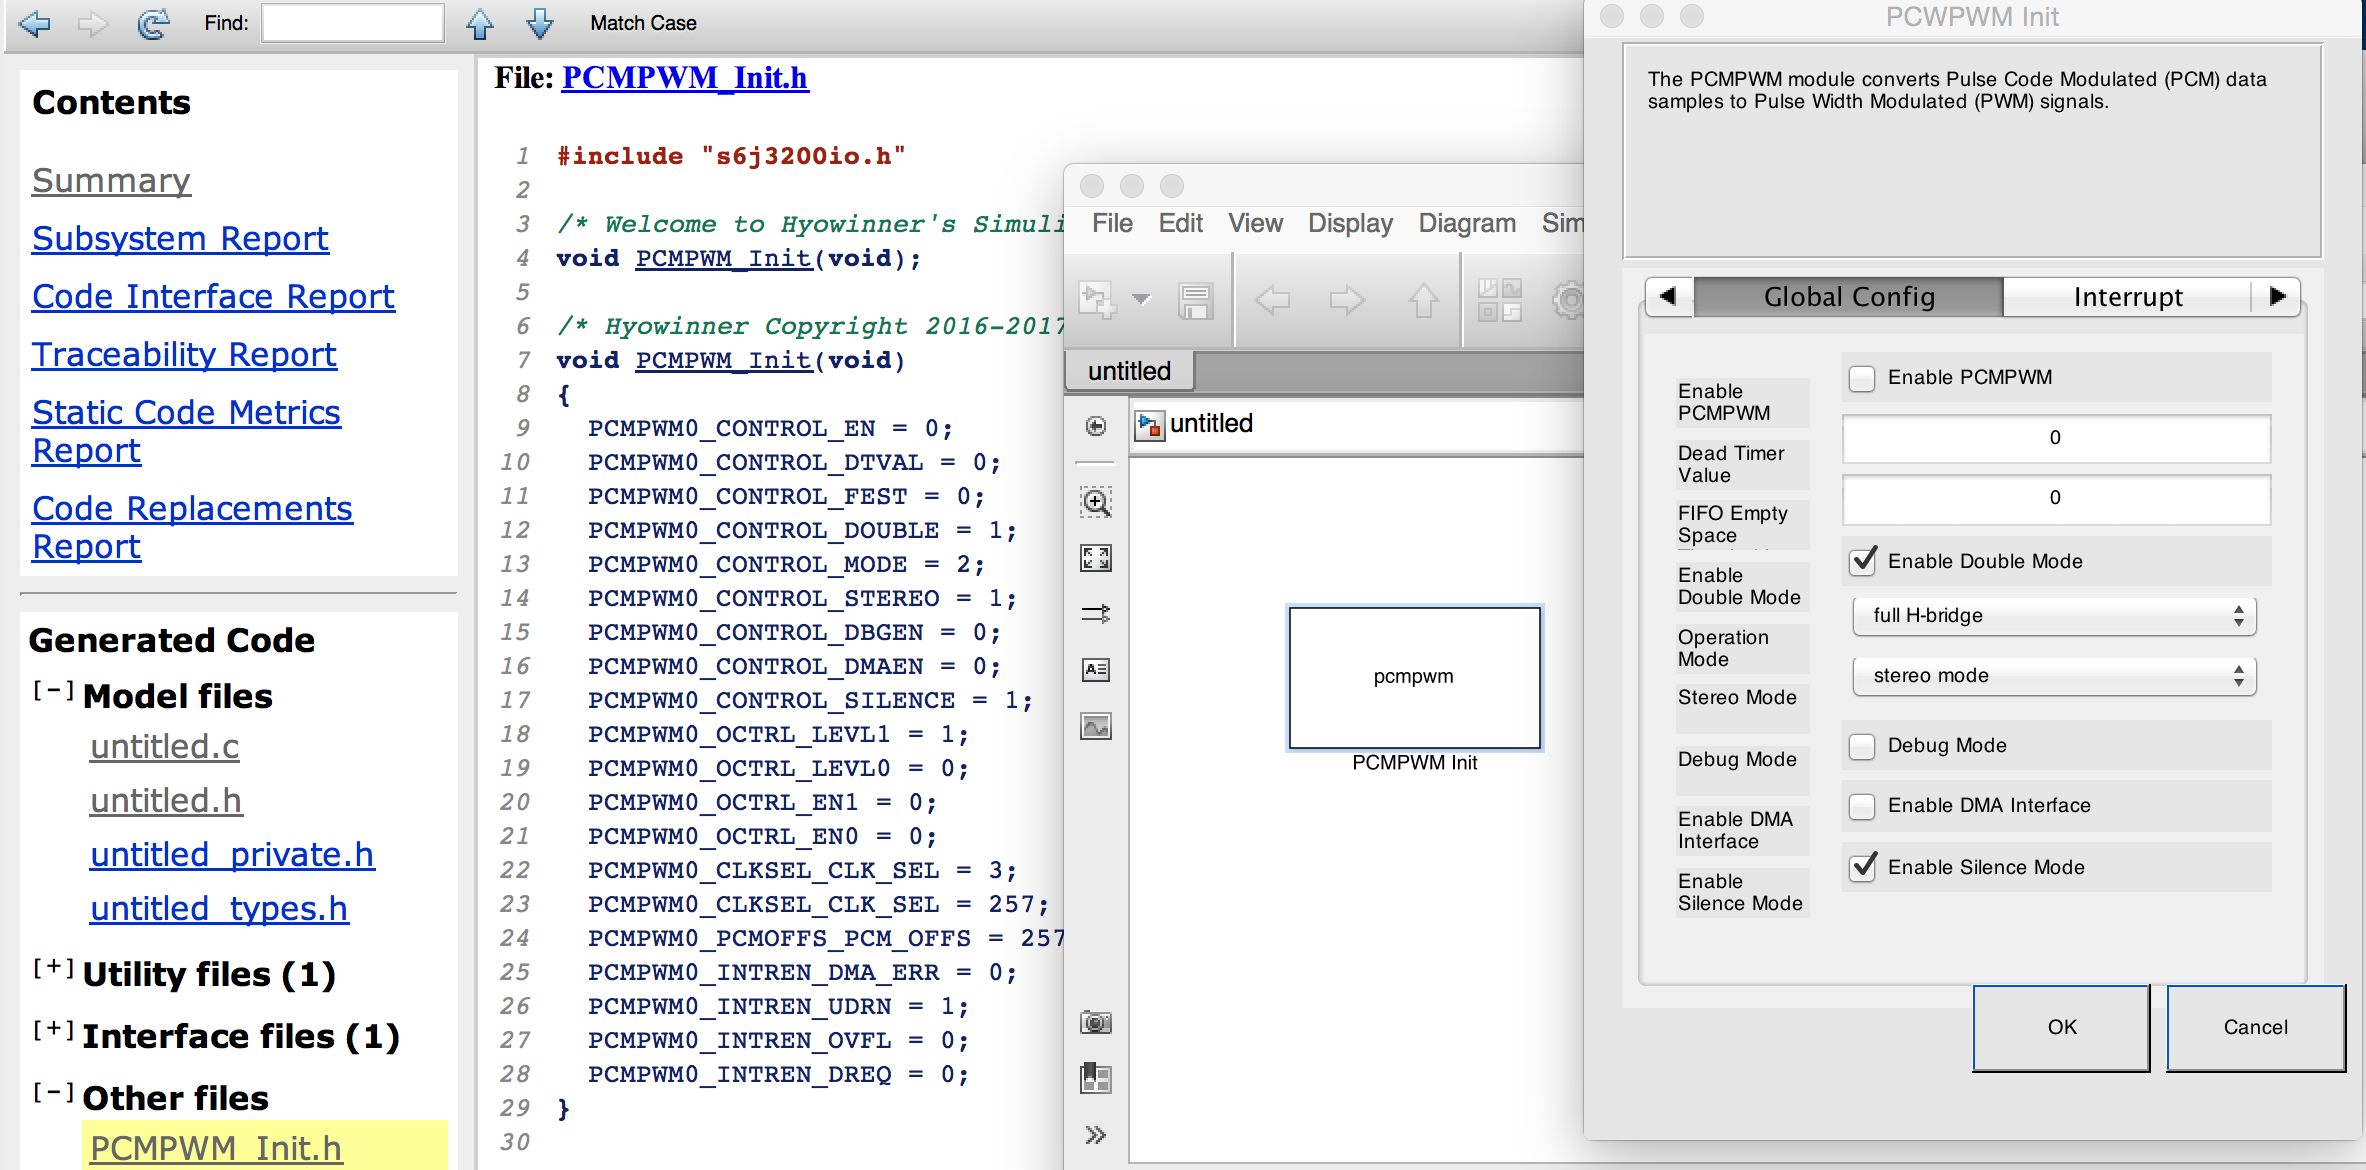 Find:
Match Case
Contents
Summary
Subsystem Report
Code Interface Report
Traceability Report
Static Code Metrics
Report
Code Replacements
Report
Generated Code
[-] Model files
untitled.c
untitled.h
untitled_private.h
untitled_types.h
[+] Utility files (1)
[+] Interface files (1)
[-] Other files
PCMPWM_Init.h
File: PCMPWM_Init.h
1 #include "s6j3200io.h"
2
3 /* Welcome to Hyowinner's Simuli
4 void PCMPWM_Init(void);
5
6 /* Hyowinner Copyright 2016-2017
7 void PCMPWM_Init(void)
8 {
9 PCMPWM0_CONTROL_EN = 0;
10 PCMPWM0_CONTROL_DTVAL = 0;
11 PCMPWM0_CONTROL_FEST = 0;
12 PCMPWM0_CONTROL_DOUBLE = 1;
13 PCMPWM0_CONTROL_MODE = 2;
14 PCMPWM0_CONTROL_STEREO = 1;
15 PCMPWM0_CONTROL_DBGEN = 0;
16 PCMPWM0_CONTROL_DMAEN = 0;
17 PCMPWM0_CONTROL_SILENCE = 1;
18 PCMPWM0_OCTRL_LEVL1 = 1;
19 PCMPWM0_OCTRL_LEVL0 = 0;
20 PCMPWM0_OCTRL_EN1 = 0;
21 PCMPWM0_OCTRL_EN0 = 0;
22 PCMPWM0_CLKSEL_CLK_SEL = 3;
23 PCMPWM0_CLKSEL_CLK_SEL = 257;
24 PCMPWM0_PCMOFFS_PCM_OFFS = 257
25 PCMPWM0_INTREN_DMA_ERR = 0;
26 PCMPWM0_INTREN_UDRN = 1;
27 PCMPWM0_INTREN_OVFL = 0;
28 PCMPWM0_INTREN_DREQ = 0;
29 }
30
File Edit View Display Diagram Sim
untitled
untitled
pcmpwm
PCMPWM Init
PCWPWM Init
The PCMPWM module converts Pulse Code Modulated (PCM) data
samples to Pulse Width Modulated (PWM) signals.
Global Config Interrupt
Enable
PCMPWM
Enable PCMPWM
Dead Timer
Value
0
FIFO Empty
Space
0
Enable
Double Mode
Enable Double Mode
Operation
Mode
full H-bridge
Stereo Mode
stereo mode
Debug Mode
Debug Mode
Enable DMA
Interface
Enable DMA Interface
Enable
Silence Mode
Enable Silence Mode
OK
Cancel